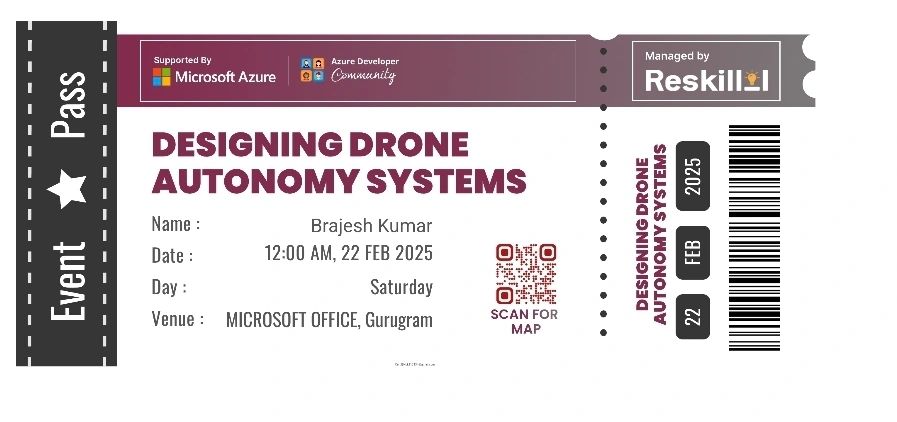 Event Pass
Supported By
Microsoft Azure
Azure Developer
Community
Managed by
Reskilll
DESIGNING DRONE
AUTONOMY SYSTEMS
Name : Brajesh Kumar
Date : 12:00 AM, 22 FEB 2025
Day : Saturday
Venue : MICROSOFT OFFICE, Gurugram
SCAN FOR
MAP
DESIGNING DRONE
AUTONOMY SYSTEMS
22 FEB 2025